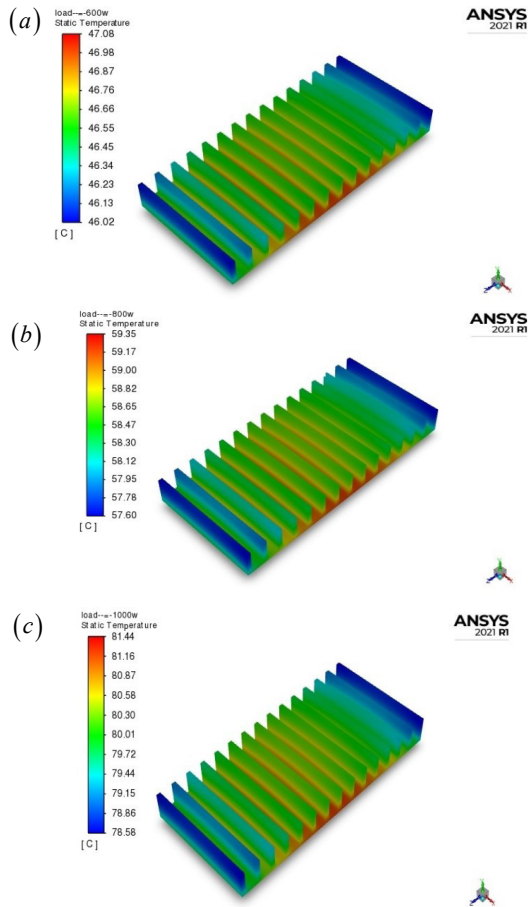 (a)
load--=-600w
Static Temperature
47.08
46.98
46.87
46.76
46.66
46.55
46.45
46.34
46.23
46.13
46.02
[ C ]
ANSYS
2021 R1
Y
Z
X
(b)
load--=-800w
Static Temperature
59.35
59.17
59.00
58.82
58.65
58.47
58.30
58.12
57.95
57.78
57.60
[ C ]
ANSYS
2021 R1
Y
Z
X
(c)
load--=-1000w
Static Temperature
81.44
81.16
80.87
80.58
80.30
80.01
79.72
79.44
79.15
78.86
78.58
[ C ]
ANSYS
2021 R1
Y
Z
X